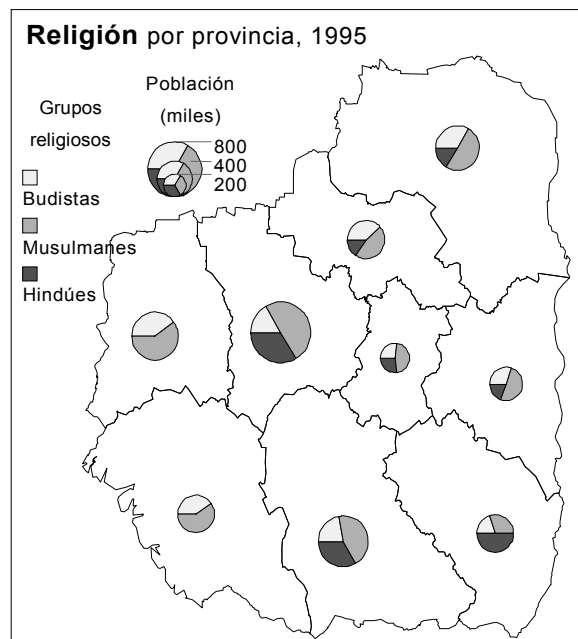 Religión por provincia, 1995
Grupos
religiosos
Budistas
Musulmanes
Hindúes
Población
(miles)
800
400
200